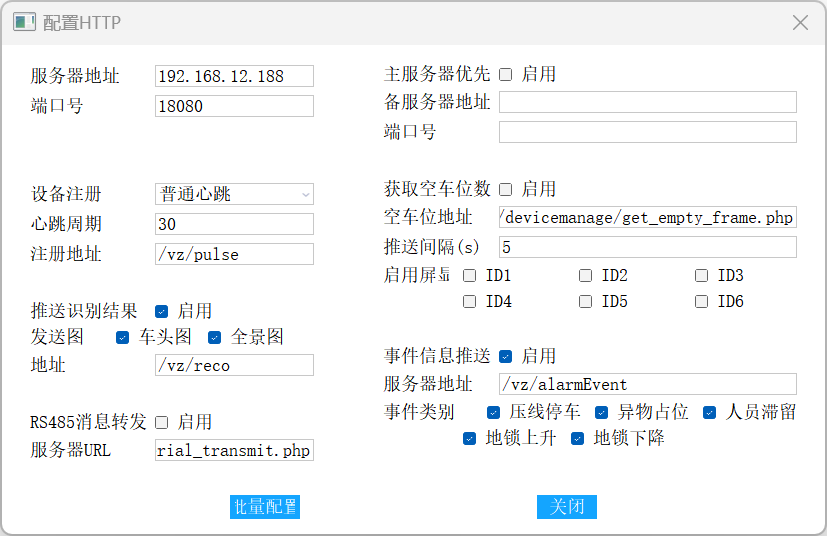 配置HTTP
服务器地址 192.168.12.188
端口号 18080
设备注册 普通心跳
心跳周期 30
注册地址 /vz/pulse
推送识别结果 启用
发送图 车头图 全景图
地址 /vz/reco
RS485消息转发 启用
服务器URL rial_transmit.php
主服务器优先 启用
备服务器地址
端口号
获取空车位数 启用
空车位地址 /devicemanage/get_empty_frame.php
推送间隔(s) 5
启用屏显 ID1 ID2 ID3
ID4 ID5 ID6
事件信息推送 启用
服务器地址 /vz/alarmEvent
事件类别 压线停车 异物占位 人员滞留
地锁上升 地锁下降
批量配置 关闭